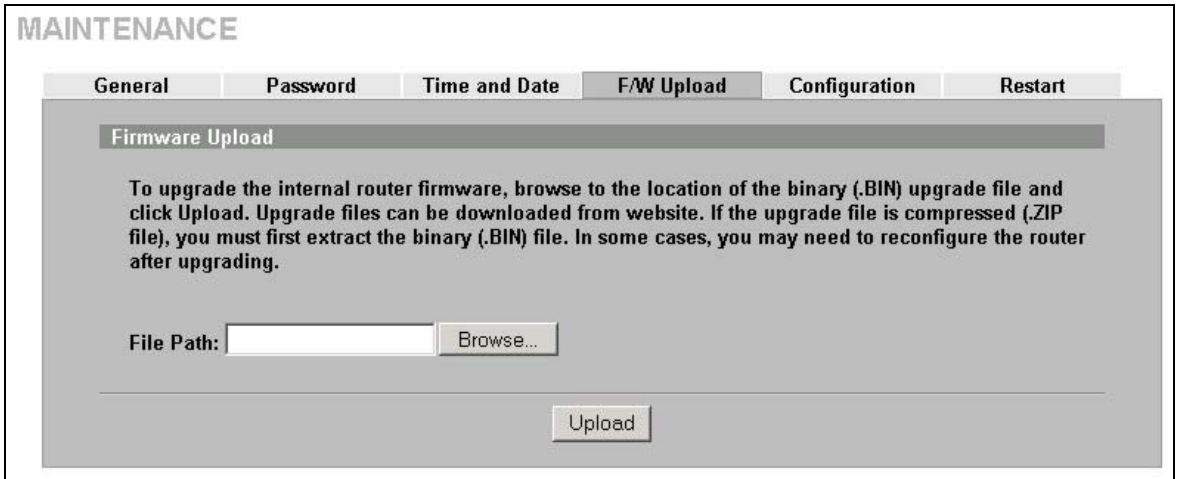 MAINTENANCE
General Password Time and Date F/W Upload Configuration Restart
Firmware Upload
To upgrade the internal router firmware, browse to the location of the binary (.BIN) upgrade file and
click Upload. Upgrade files can be downloaded from website. If the upgrade file is compressed (.ZIP
file), you must first extract the binary (.BIN) file. In some cases, you may need to reconfigure the router
after upgrading.
File Path: Browse...
Upload